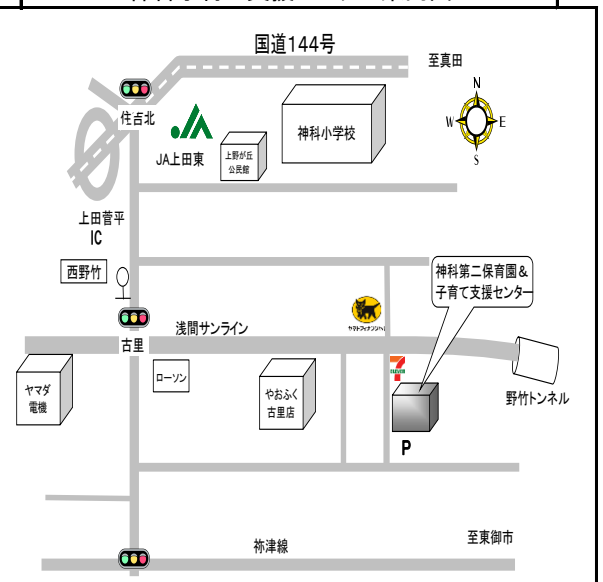 国道144号
至真田
N
W
E
S
住吉北
JA上田東
上野が丘
公民館
神科小学校
上田菅平
IC
西野竹
神科第二保育園&
子育て支援センター
古里
浅間サンライン
ヤマダ
電機
ローソン
やおふく
古里店
7
ELEVEN
野竹トンネル
P
祢津線
至東御市